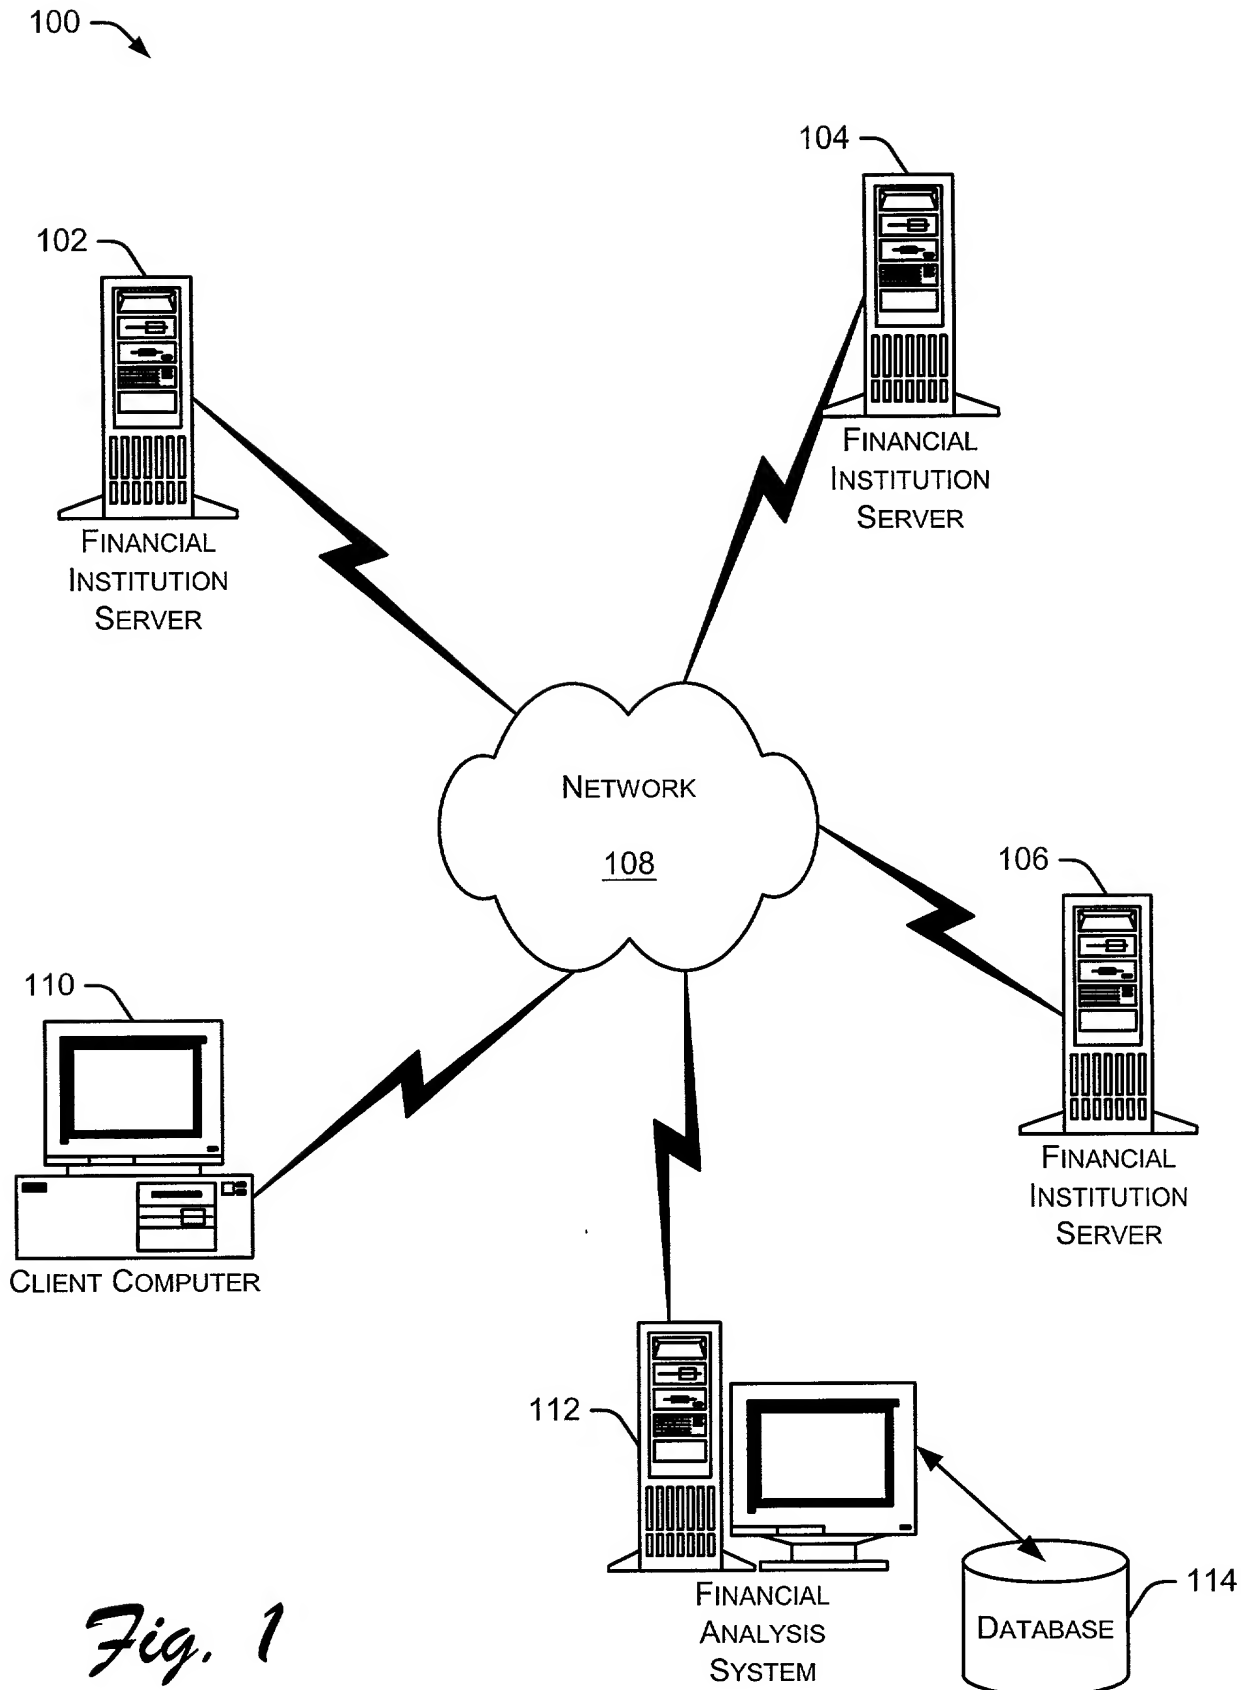 100
104
102
FINANCIAL
INSTITUTION
SERVER
FINANCIAL
INSTITUTION
SERVER
NETWORK
108
106
110
FINANCIAL
INSTITUTION
SERVER
CLIENT COMPUTER
112
114
FINANCIAL
ANALYSIS
SYSTEM
DATABASE
Fig. 1